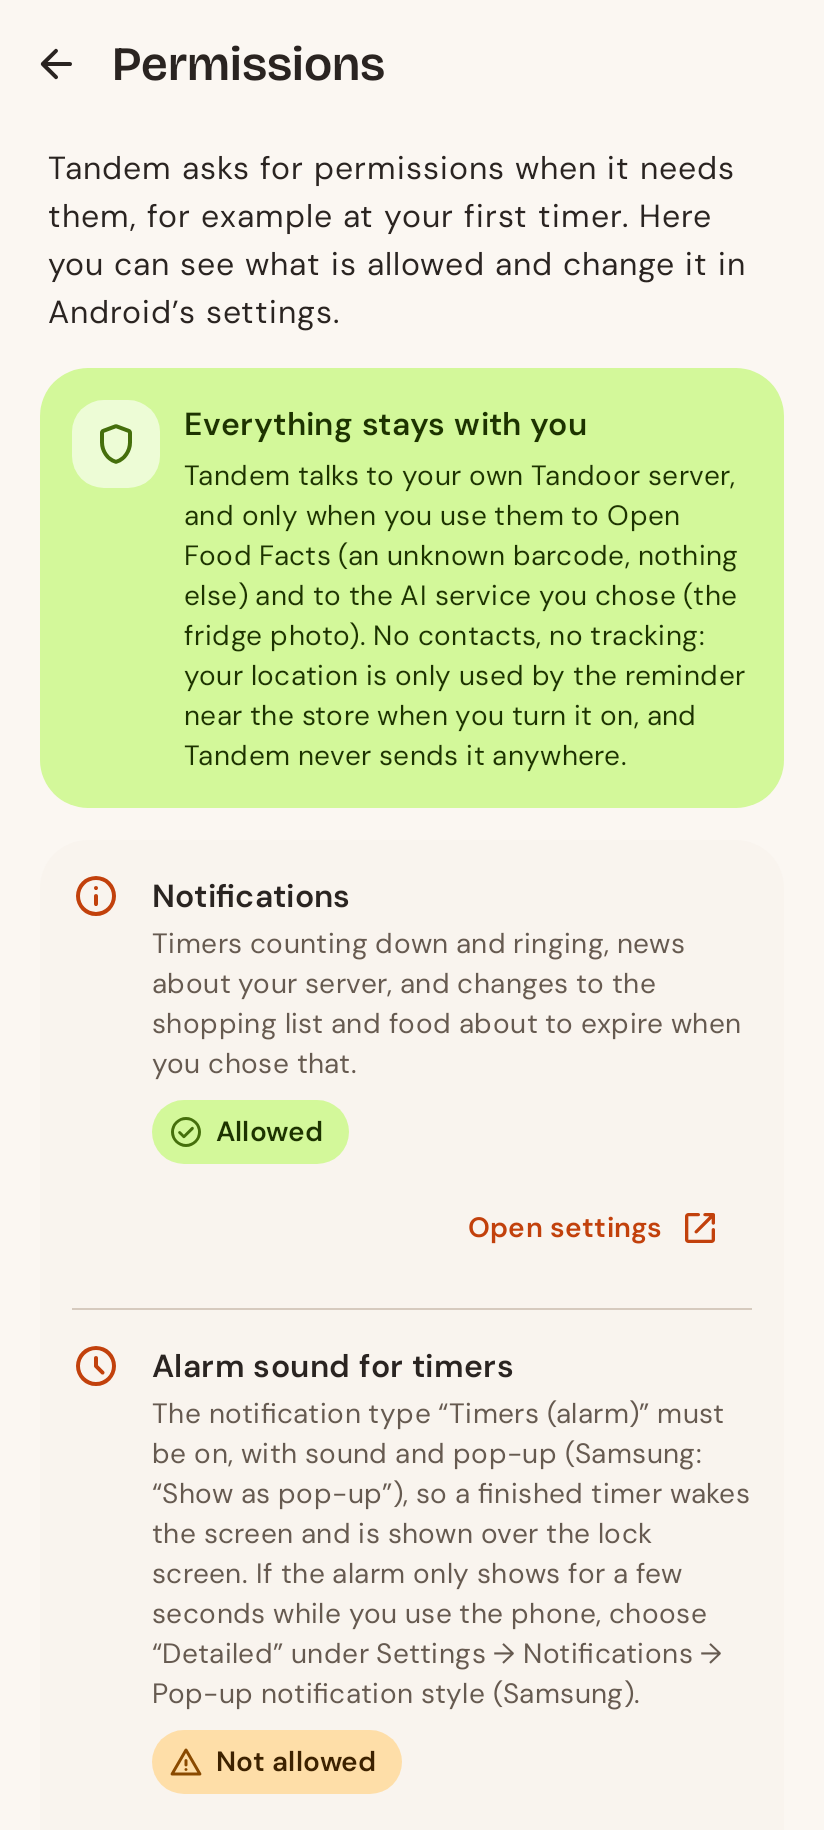 Permissions
Tandem asks for permissions when it needs
them, for example at your first timer. Here
you can see what is allowed and change it in
Android’s settings.
Everything stays with you
Tandem talks to your own Tandoor server,
and only when you use them to Open
Food Facts (an unknown barcode, nothing
else) and to the AI service you chose (the
fridge photo). No contacts, no tracking:
your location is only used by the reminder
near the store when you turn it on, and
Tandem never sends it anywhere.
Notifications
Timers counting down and ringing, news
about your server, and changes to the
shopping list and food about to expire when
you chose that.
Allowed
Open settings
Alarm sound for timers
The notification type “Timers (alarm)” must
be on, with sound and pop-up (Samsung:
“Show as pop-up”), so a finished timer wakes
the screen and is shown over the lock
screen. If the alarm only shows for a few
seconds while you use the phone, choose
“Detailed” under Settings → Notifications →
Pop-up notification style (Samsung).
Not allowed